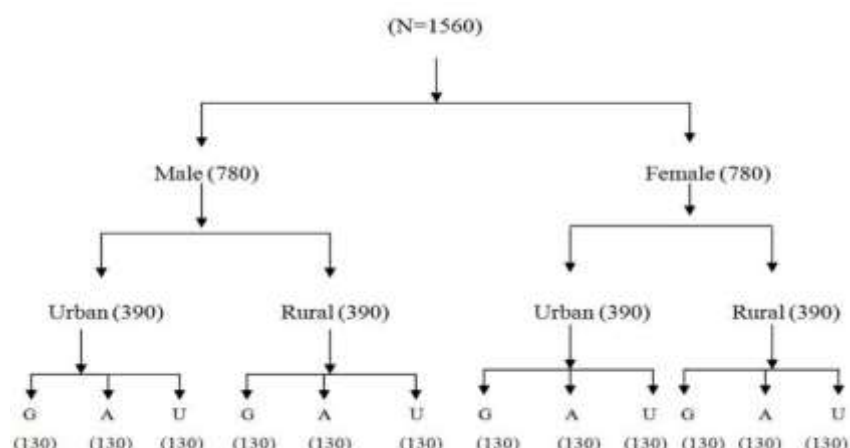 (N=1560)
Male (780) Female (780)
Urban (390) Rural (390) Urban (390) Rural (390)
G A U G A U G A U G A U
(130) (130) (130) (130) (130) (130) (130) (130) (130) (130) (130) (130)